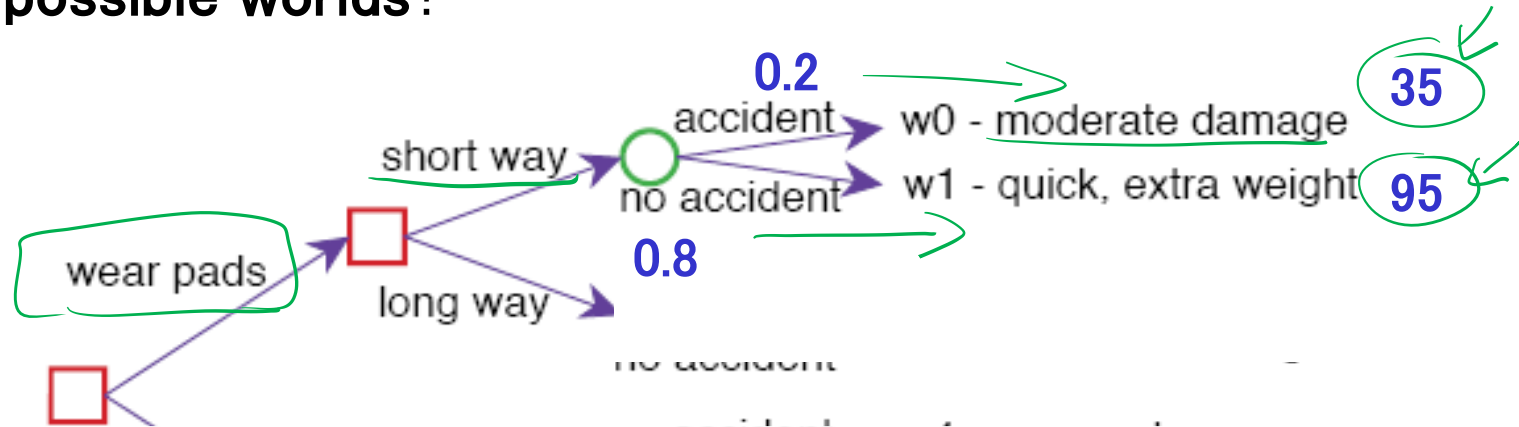 possible worlds?
0.2
35
accident
w0 - moderate damage
short way
no accident
w1 - quick, extra weight
95
wear pads
0.8
long way
no accident